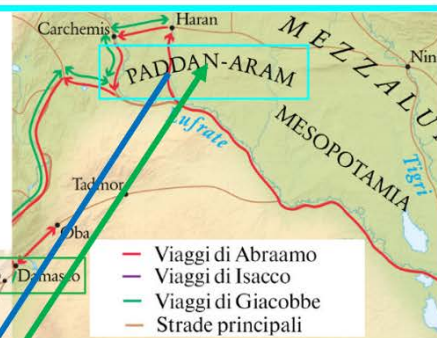 Carchemis
Haran
MEZZALU
Nin
PADDAN-ARAM
Eufrate
MESOPOTAMIA
Tigri
Tadmor
Oba
Damasco
Viaggi di Abraamo
Viaggi di Isacco
Viaggi di Giacobbe
Strade principali